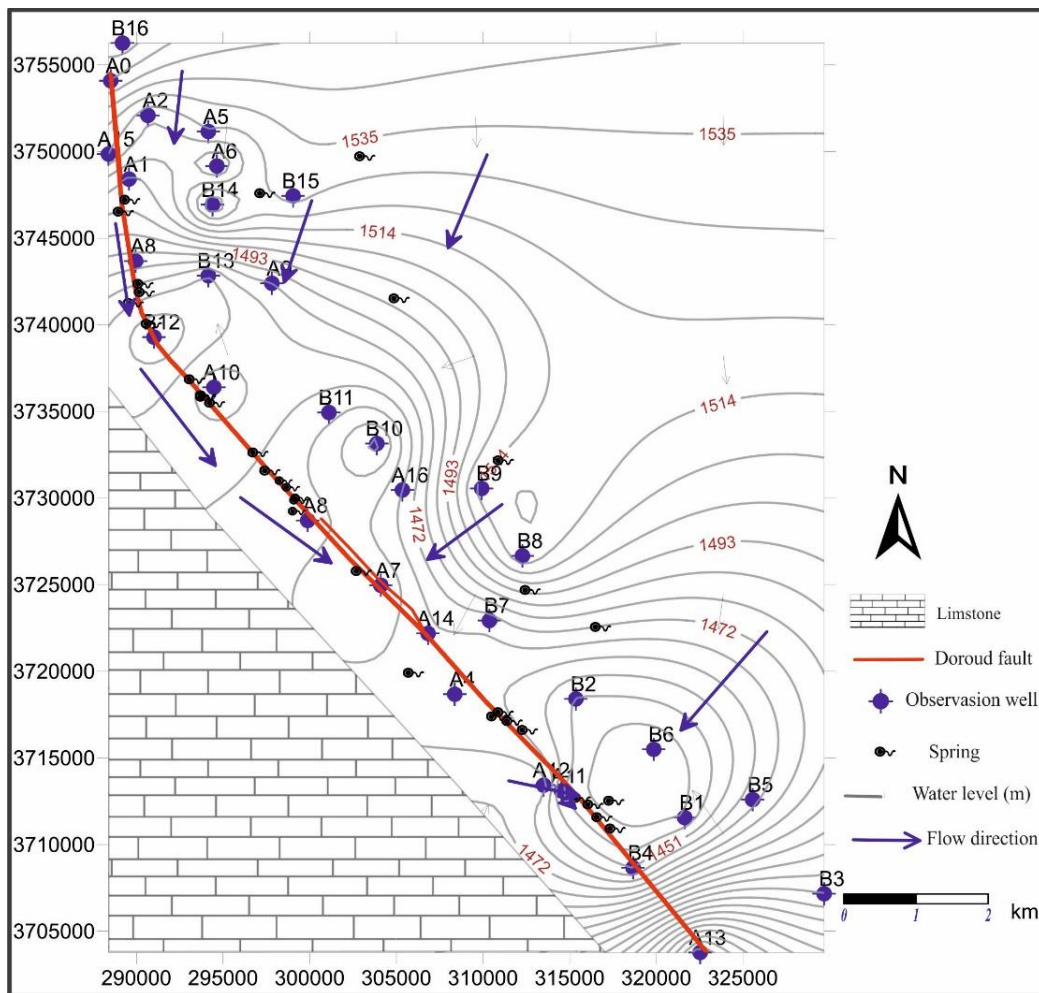 B16
3755000
A0
A2
A5
1535
1535
3750000
A15
A6
A1
B14
B15
1514
3745000
A8
B13
1493
A9
3740000
B12
A10
B11
1514
3735000
B10
N
A16
B9
1493
3730000
A8
B8
1472
1493
A7
3725000
B7
Limstone
A14
1472
Doroud fault
3720000
A4
B2
Observasion well
B6
Spring
3715000
A12
B5
Water level (m)
B1
3710000
B4
1451
Flow direction
1472
B3
0 1 2 km
3705000
A13
290000 295000 300000 305000 310000 315000 320000 325000